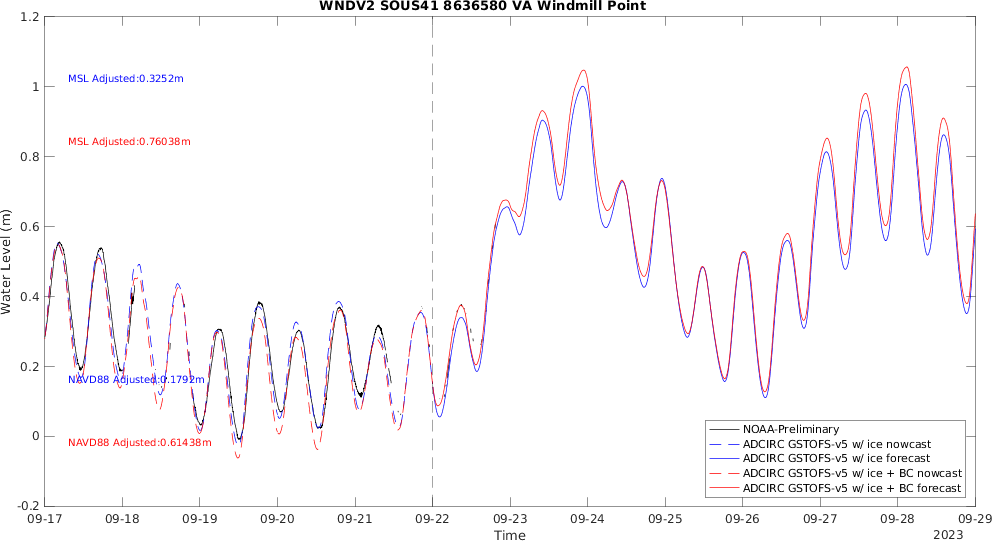 WNDV2 SOUS41 8636580 VA Windmill Point
1.2
1
0.8
0.6
0.4
0.2
0
-0.2
Water Level (m)
MSL Adjusted:0.3252m
MSL Adjusted:0.76038m
NAVD88 Adjusted:0.1792m
NAVD88 Adjusted:0.61438m
NOAA-Preliminary
ADCIRC GSTOFS-v5 w/ ice nowcast
ADCIRC GSTOFS-v5 w/ ice forecast
ADCIRC GSTOFS-v5 w/ ice + BC nowcast
ADCIRC GSTOFS-v5 w/ ice + BC forecast
09-17 09-18 09-19 09-20 09-21 09-22 09-23 09-24 09-25 09-26 09-27 09-28 09-29
Time
2023